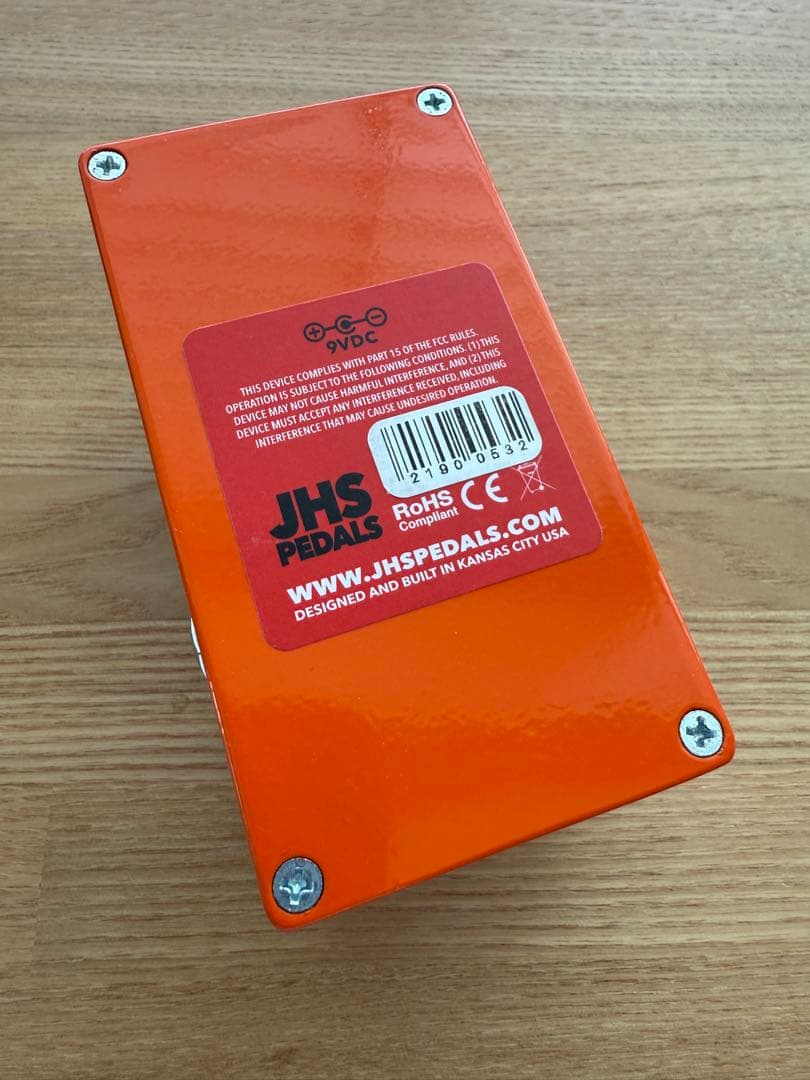 9VDC
THIS DEVICE COMPLIES WITH PART 15 OF THE FCC RULES.
OPERATION IS SUBJECT TO THE FOLLOWING CONDITIONS. (1) THIS
DEVICE MAY NOT CAUSE HARMFUL INTERFERENCE, AND (2) THIS
DEVICE MUST ACCEPT ANY INTERFERENCE RECEIVED, INCLUDING
INTERFERENCE THAT MAY CAUSE UNDESIRED OPERATION.
2190 0532
JHS
PEDALS
RoHS
Compliant
CE
WWW.JHSPEDALS.COM
DESIGNED AND BUILT IN KANSAS CITY USA